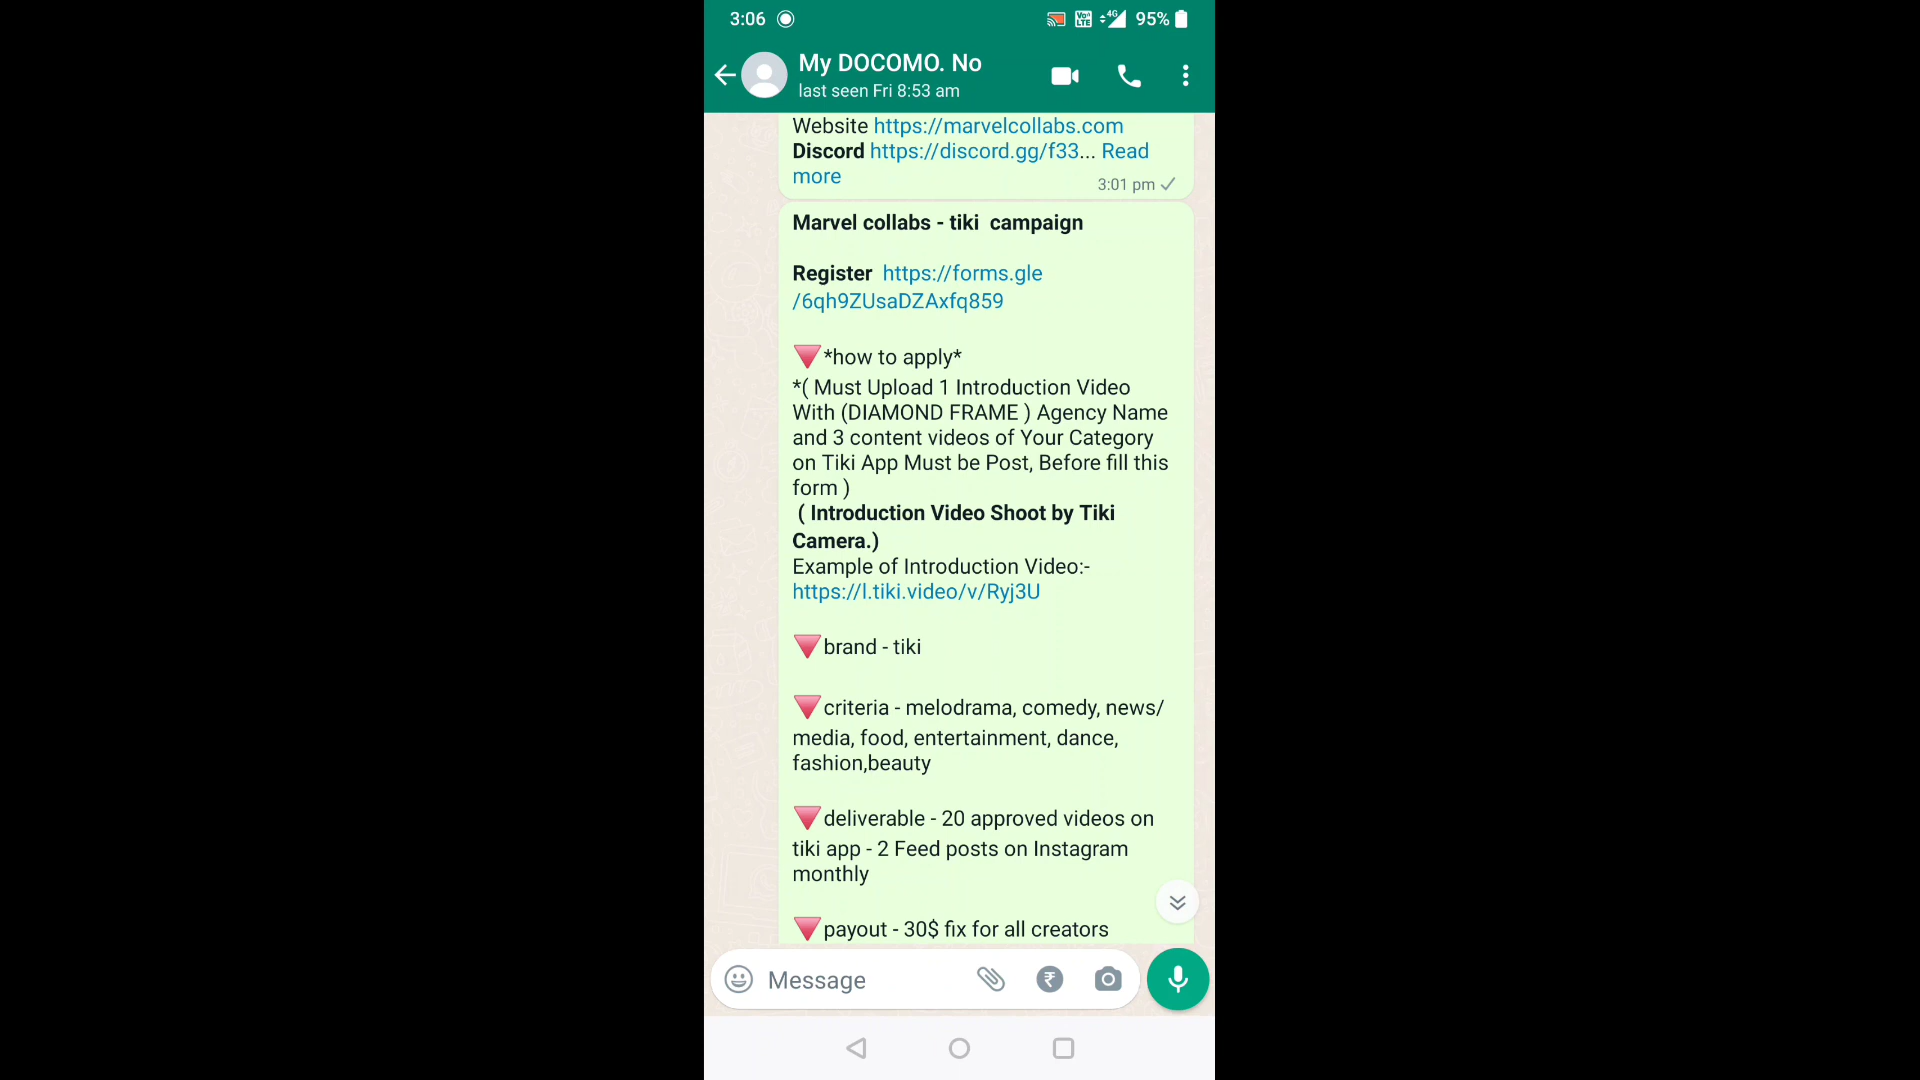 3:06 4G 95%
My DOCOMO. No
last seen Fri 8:53 am
Website https://marvelcollabs.com
Discord https://discord.gg/f33... Read
more
3:01 pm
Marvel collabs - tiki  campaign
Register  https://forms.gle
/6qh9ZUsaDZAxfq859
🔻*how to apply*
*( Must Upload 1 Introduction Video
With (DIAMOND FRAME ) Agency Name
and 3 content videos of Your Category
on Tiki App Must be Post, Before fill this
form )
( Introduction Video Shoot by Tiki
Camera.)
Example of Introduction Video:-
https://l.tiki.video/v/Ryj3U
🔻brand - tiki
🔻criteria - melodrama, comedy, news/
media, food, entertainment, dance,
fashion,beauty
🔻deliverable - 20 approved videos on
tiki app - 2 Feed posts on Instagram
monthly
🔻payout - 30$ fix for all creators
Message